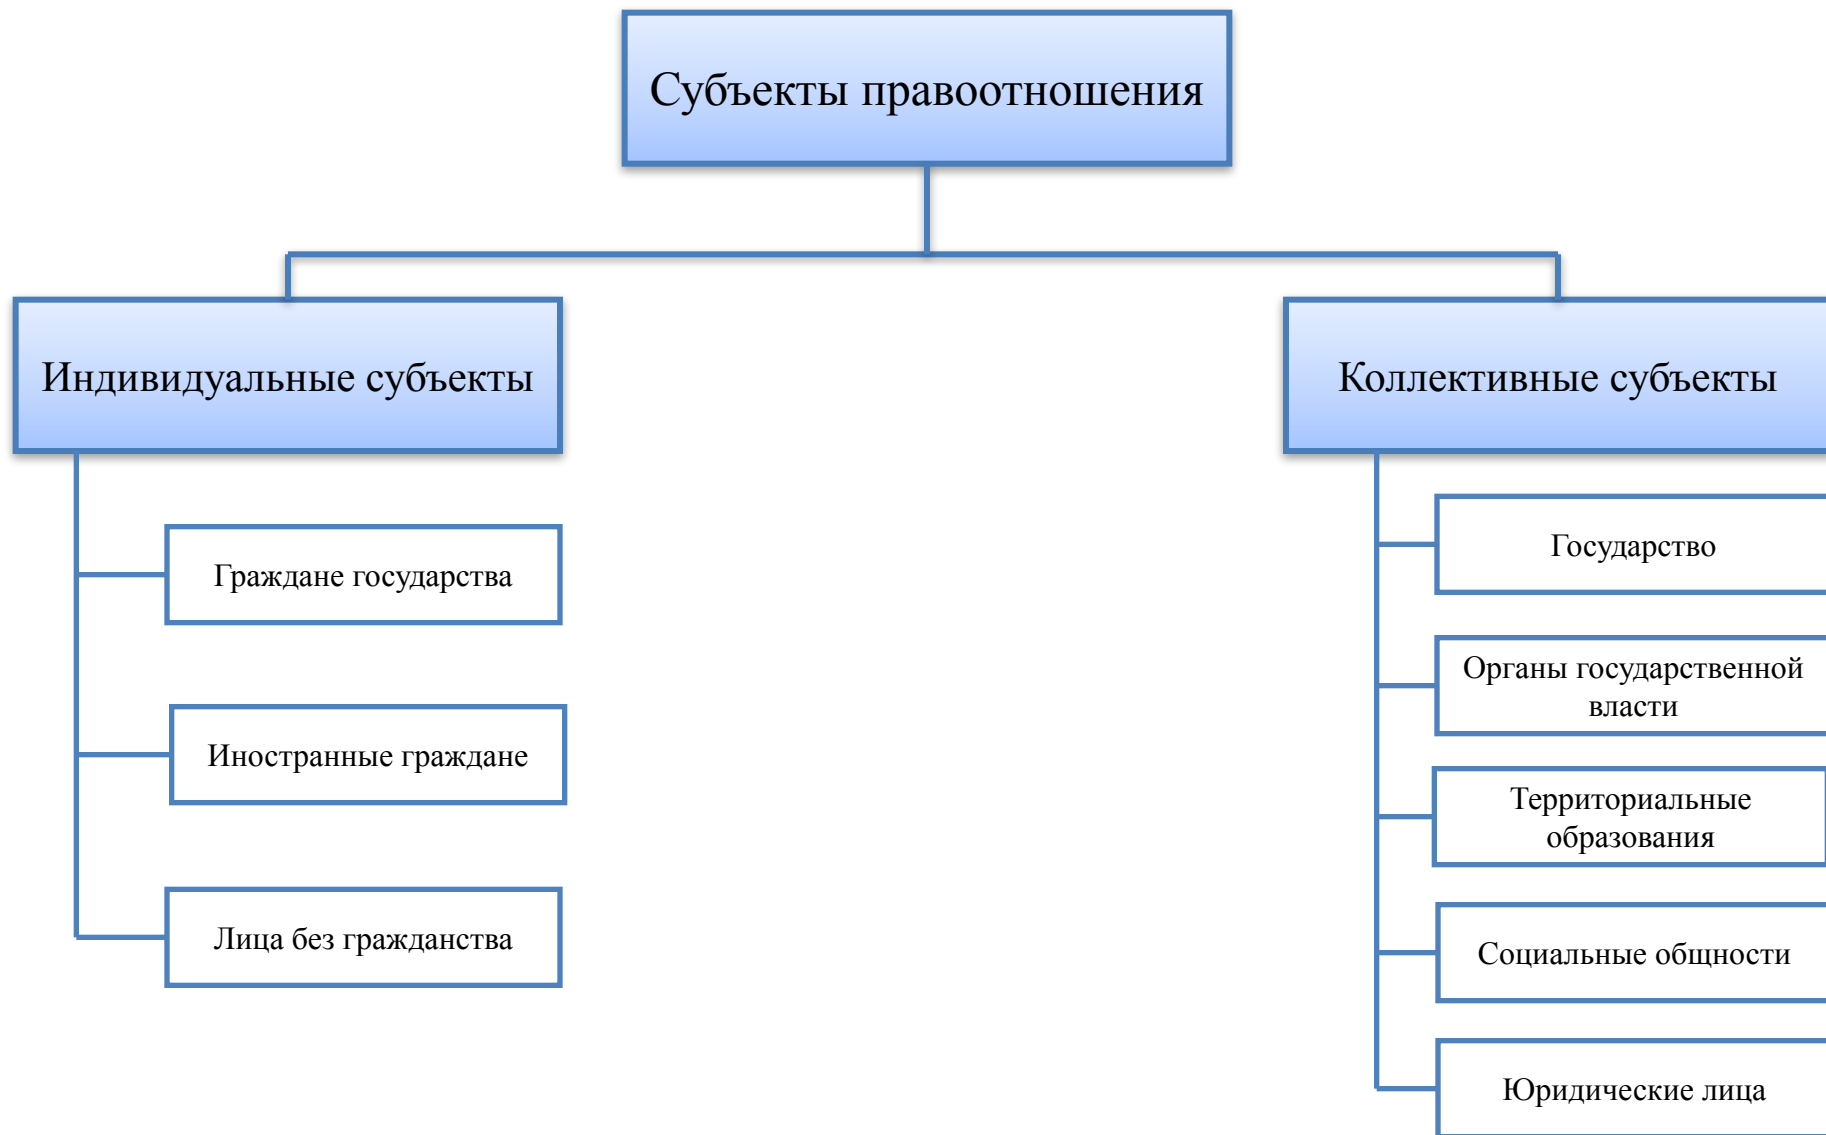 Субъекты правоотношения
Индивидуальные субъекты
Граждане государства
Иностранные граждане
Лица без гражданства
Коллективные субъекты
Государство
Органы государственной
власти
Территориальные
образования
Социальные общности
Юридические лица